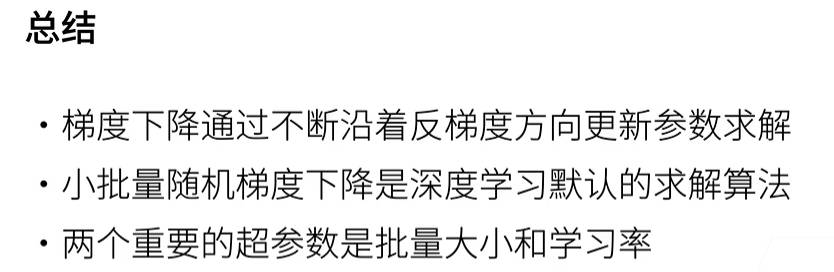 总结
• 梯度下降通过不断沿着反梯度方向更新参数求解
• 小批量随机梯度下降是深度学习默认的求解算法
• 两个重要的超参数是批量大小和学习率